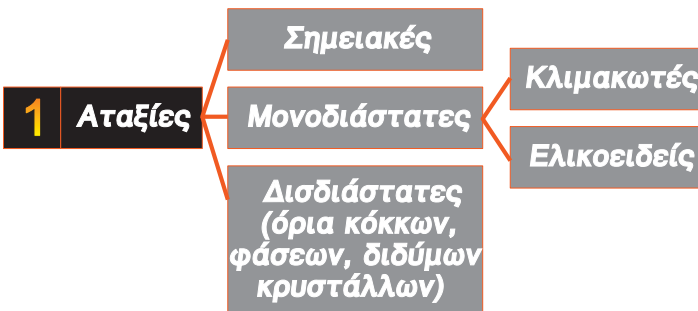 1 Αταξίες
Σημειακές
Μονοδιάστατες
Κλιμακωτές
Ελικοειδείς
Δισδιάστατες
(όρια κόκκων,
φάσεων, διδύμων
κρυστάλλων)